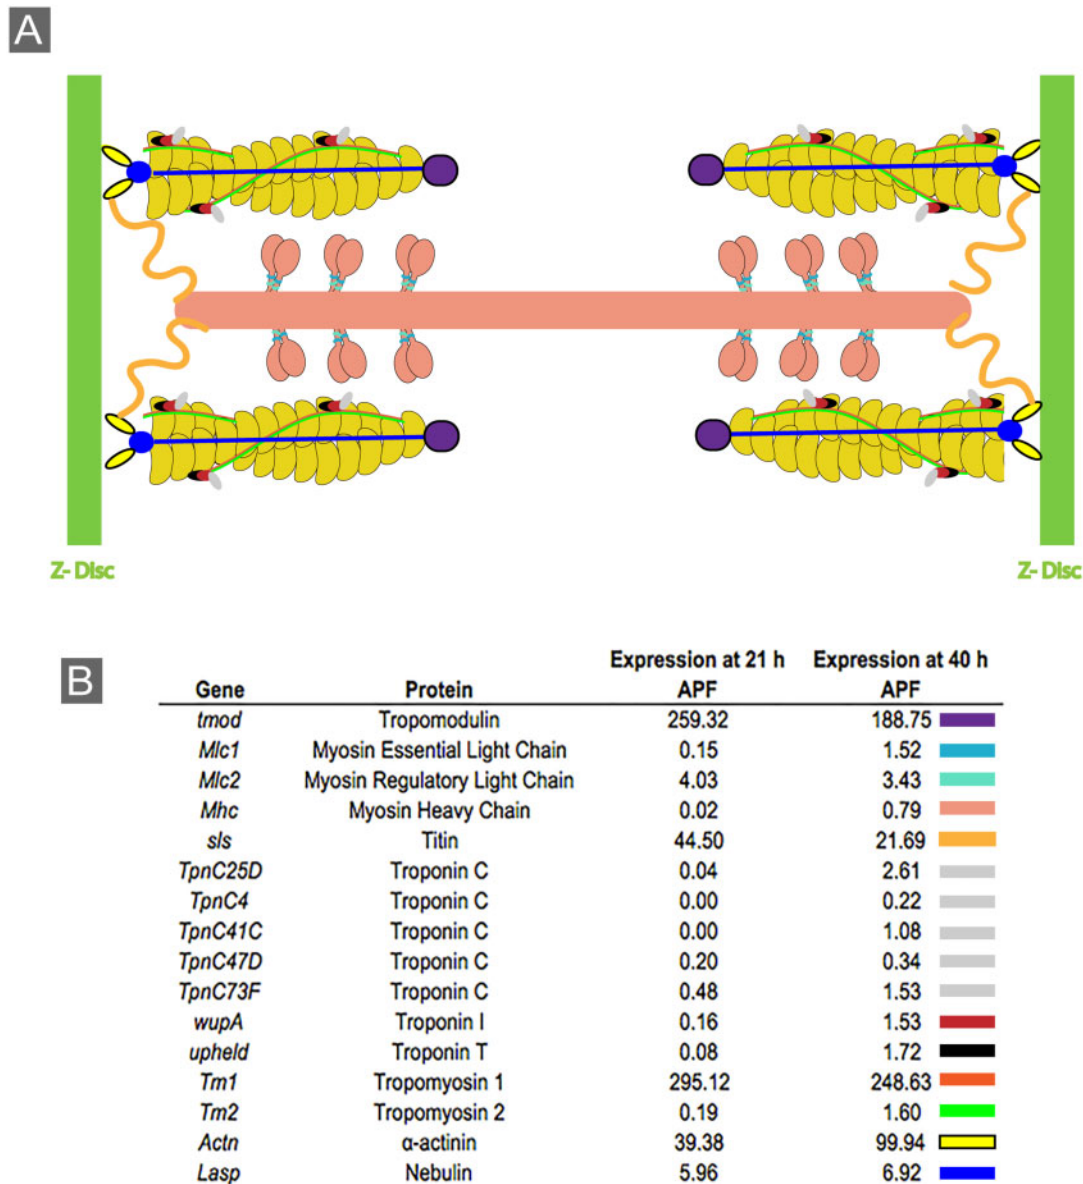 A
Z- Disc Z- Disc
B
Expression at 21 h Expression at 40 h
Gene Protein APF APF
tmod Tropomodulin 259.32 188.75
Mlc1 Myosin Essential Light Chain 0.15 1.52
Mlc2 Myosin Regulatory Light Chain 4.03 3.43
Mhc Myosin Heavy Chain 0.02 0.79
sls Titin 44.50 21.69
TpnC25D Troponin C 0.04 2.61
TpnC4 Troponin C 0.00 0.22
TpnC41C Troponin C 0.00 1.08
TpnC47D Troponin C 0.20 0.34
TpnC73F Troponin C 0.48 1.53
wupA Troponin I 0.16 1.53
upheld Troponin T 0.08 1.72
Tm1 Tropomyosin 1 295.12 248.63
Tm2 Tropomyosin 2 0.19 1.60
Actn α-actinin 39.38 99.94
Lasp Nebulin 5.96 6.92